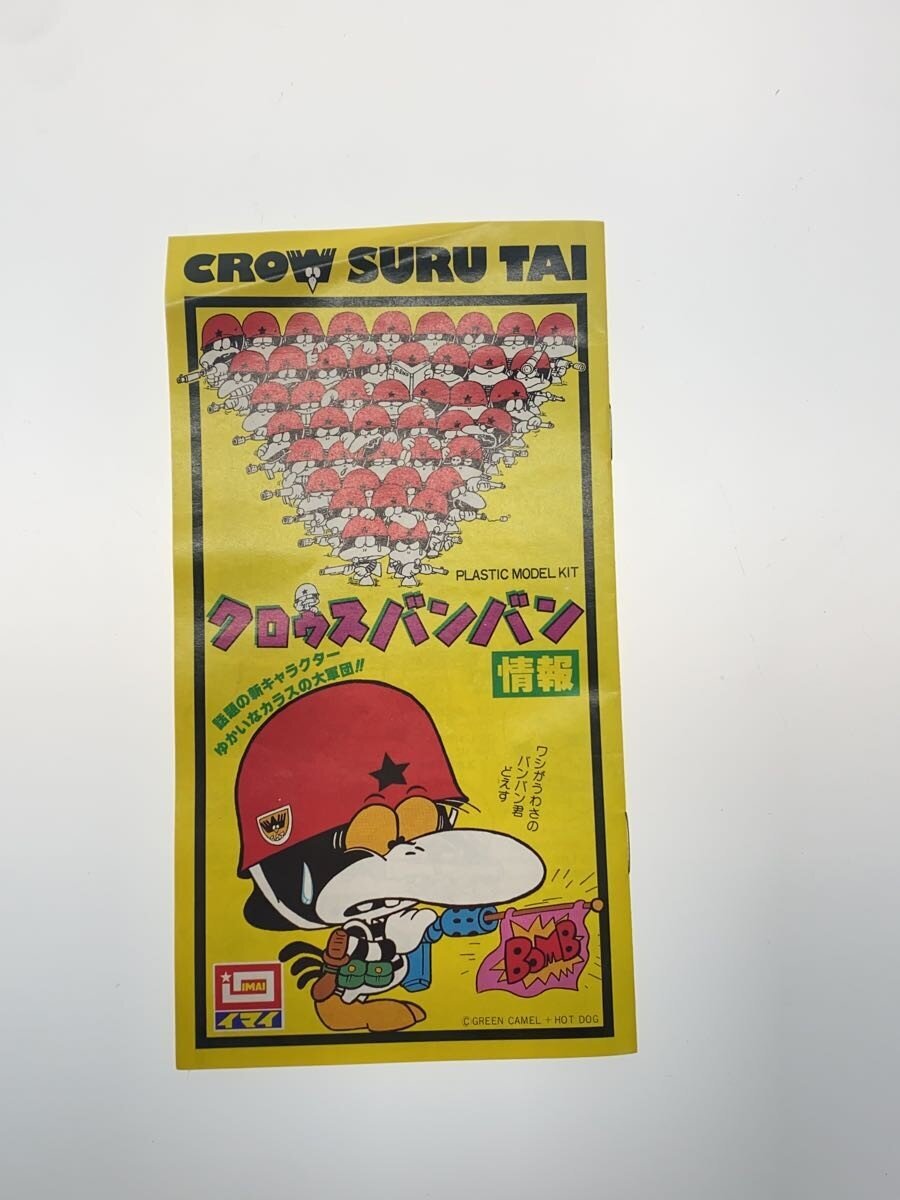 CROW SURU TAI
PLASTIC MODEL KIT
クロゥスバンバン
情報
話題の新キャラクター
ゆかいなカラスの大軍団!!
ワシがうわさの
バンバン君
どえす
BOMB
IMAI
イマイ
©GREEN CAMEL + HOT DOG